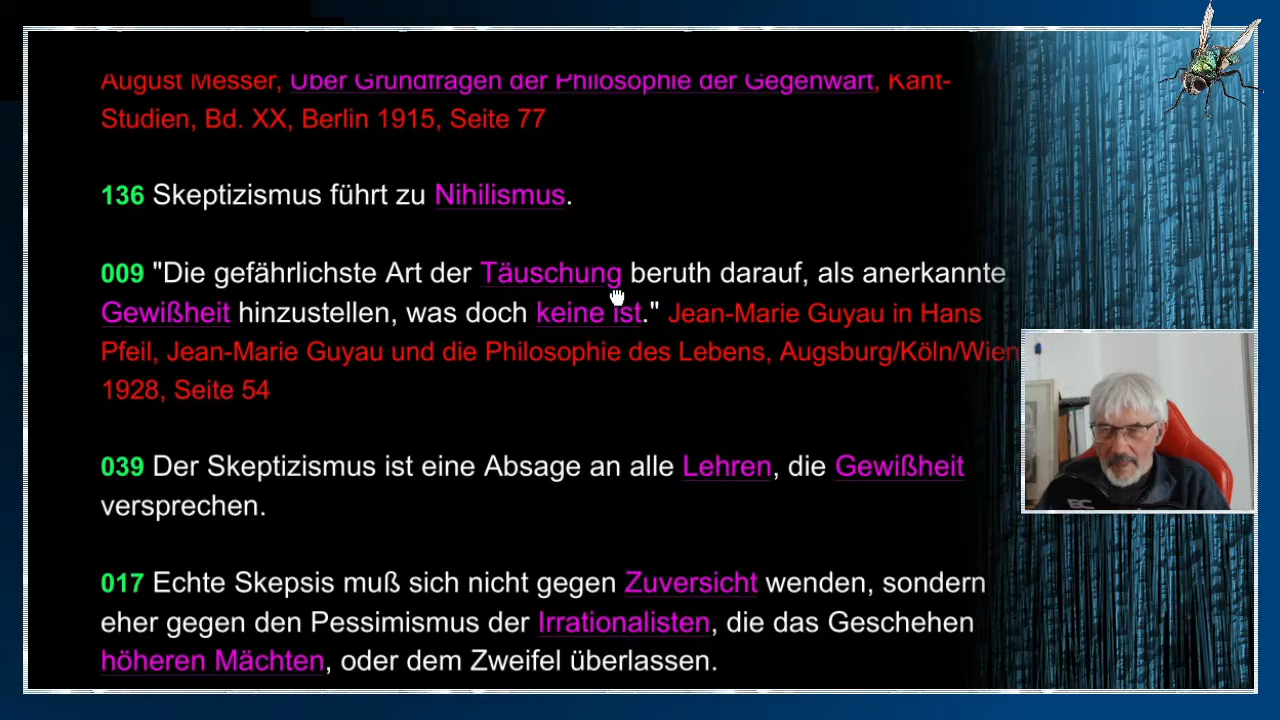 August Messer, Über Grundfragen der Philosophie der Gegenwart, Kant-
Studien, Bd. XX, Berlin 1915, Seite 77
136 Skeptizismus führt zu Nihilismus.
009 "Die gefährlichste Art der Täuschung beruth darauf, als anerkannte
Gewißheit hinzustellen, was doch keine ist." Jean-Marie Guyau in Hans
Pfeil, Jean-Marie Guyau und die Philosophie des Lebens, Augsburg/Köln/Wien
1928, Seite 54
039 Der Skeptizismus ist eine Absage an alle Lehren, die Gewißheit
versprechen.
017 Echte Skepsis muß sich nicht gegen Zuversicht wenden, sondern
eher gegen den Pessimismus der Irrationalisten, die das Geschehen
höheren Mächten, oder dem Zweifel überlassen.